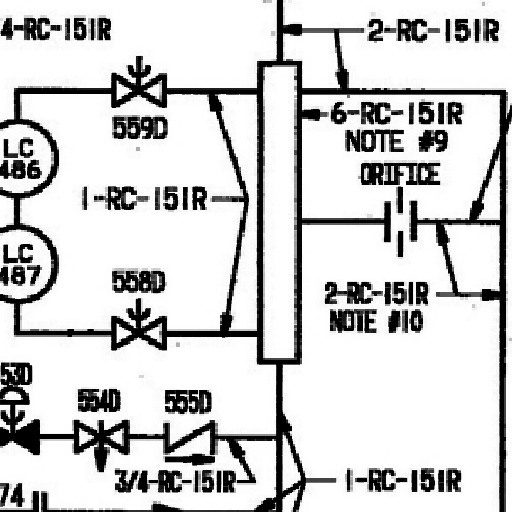 4-RC-151R
2-RC-151R
6-RC-151R
NOTE #9
ORIFICE
559D
LC
486
1-RC-151R
LC
487
558D
2-RC-151R
NOTE #10
53D
554D
555D
3/4-RC-151R
1-RC-151R
74